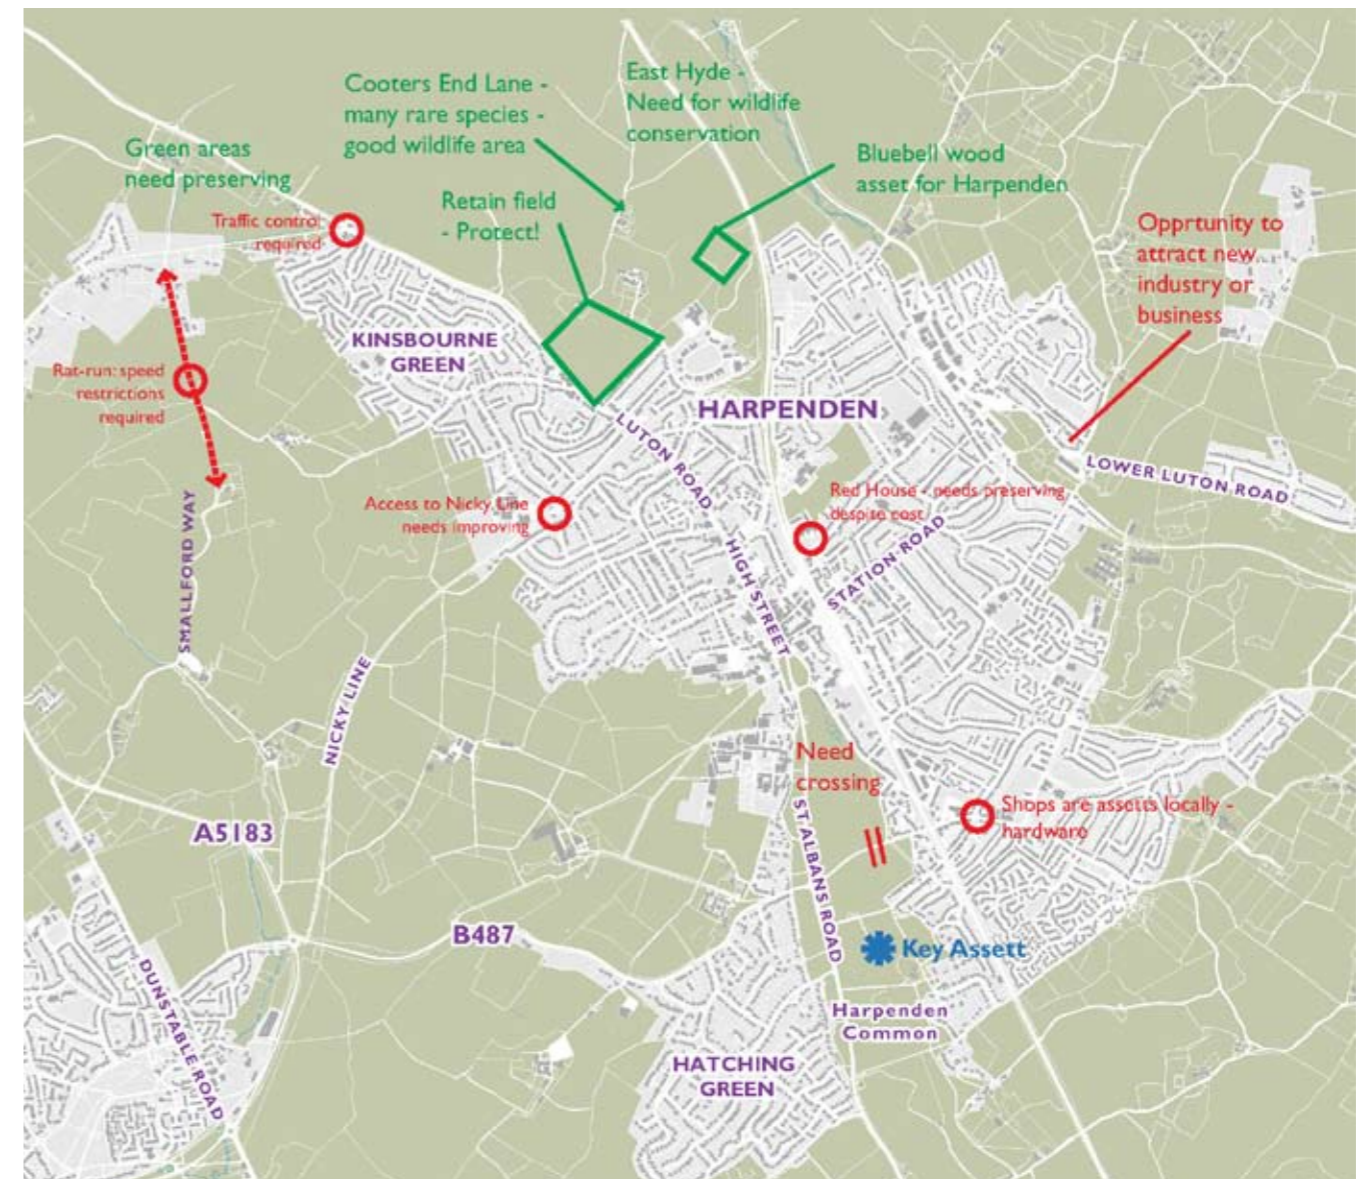 Cooters End Lane -
many rare species -
good wildlife area
East Hyde -
Need for wildlife
conservation
Green areas
need preserving
Bluebell wood
asset for Harpenden
Retain field
- Protect!
Traffic control
required
Opprtunity to
attract new
industry or
business
KINSBOURNE
GREEN
Rat-run: speed
restrictions
required
HARPENDEN
LUTON ROAD
LOWER LUTON ROAD
Access to Nicky Line
needs improving
Red House - needs preserving
despite cost
SMALLFORD WAY
HIGH STREET
STATION ROAD
NICKY LINE
Need
crossing
Shops are assetts locally -
hardware
A5183
ST ALBANS ROAD
B487
Key Assett
DUNSTABLE ROAD
Harpenden
Common
HATCHING
GREEN